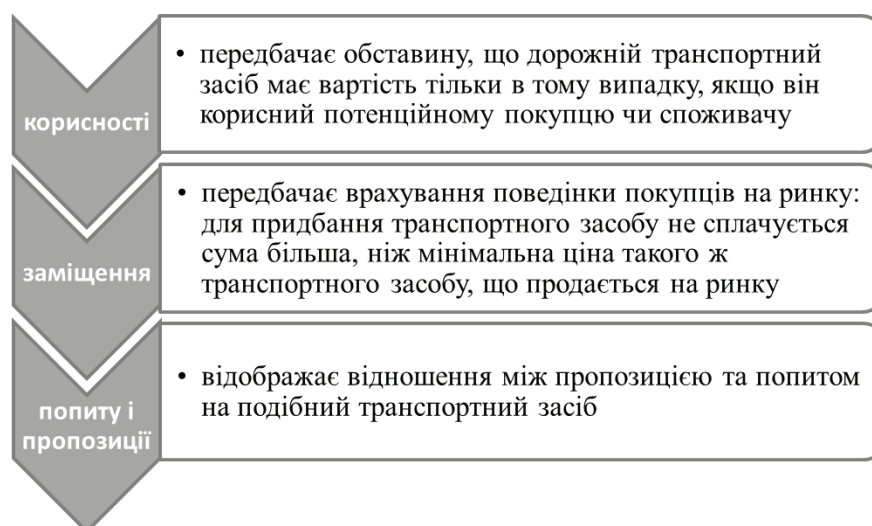 корисності
• передбачає обставину, що дорожній транспортний
засіб має вартість тільки в тому випадку, якщо він
корисний потенційному покупцю чи споживачу
заміщення
• передбачає врахування поведінки покупців на ринку:
для придбання транспортного засобу не сплачується
сума більша, ніж мінімальна ціна такого ж
транспортного засобу, що продається на ринку
попиту і
пропозиції
• відображає відношення між пропозицією та попитом
на подібний транспортний засіб